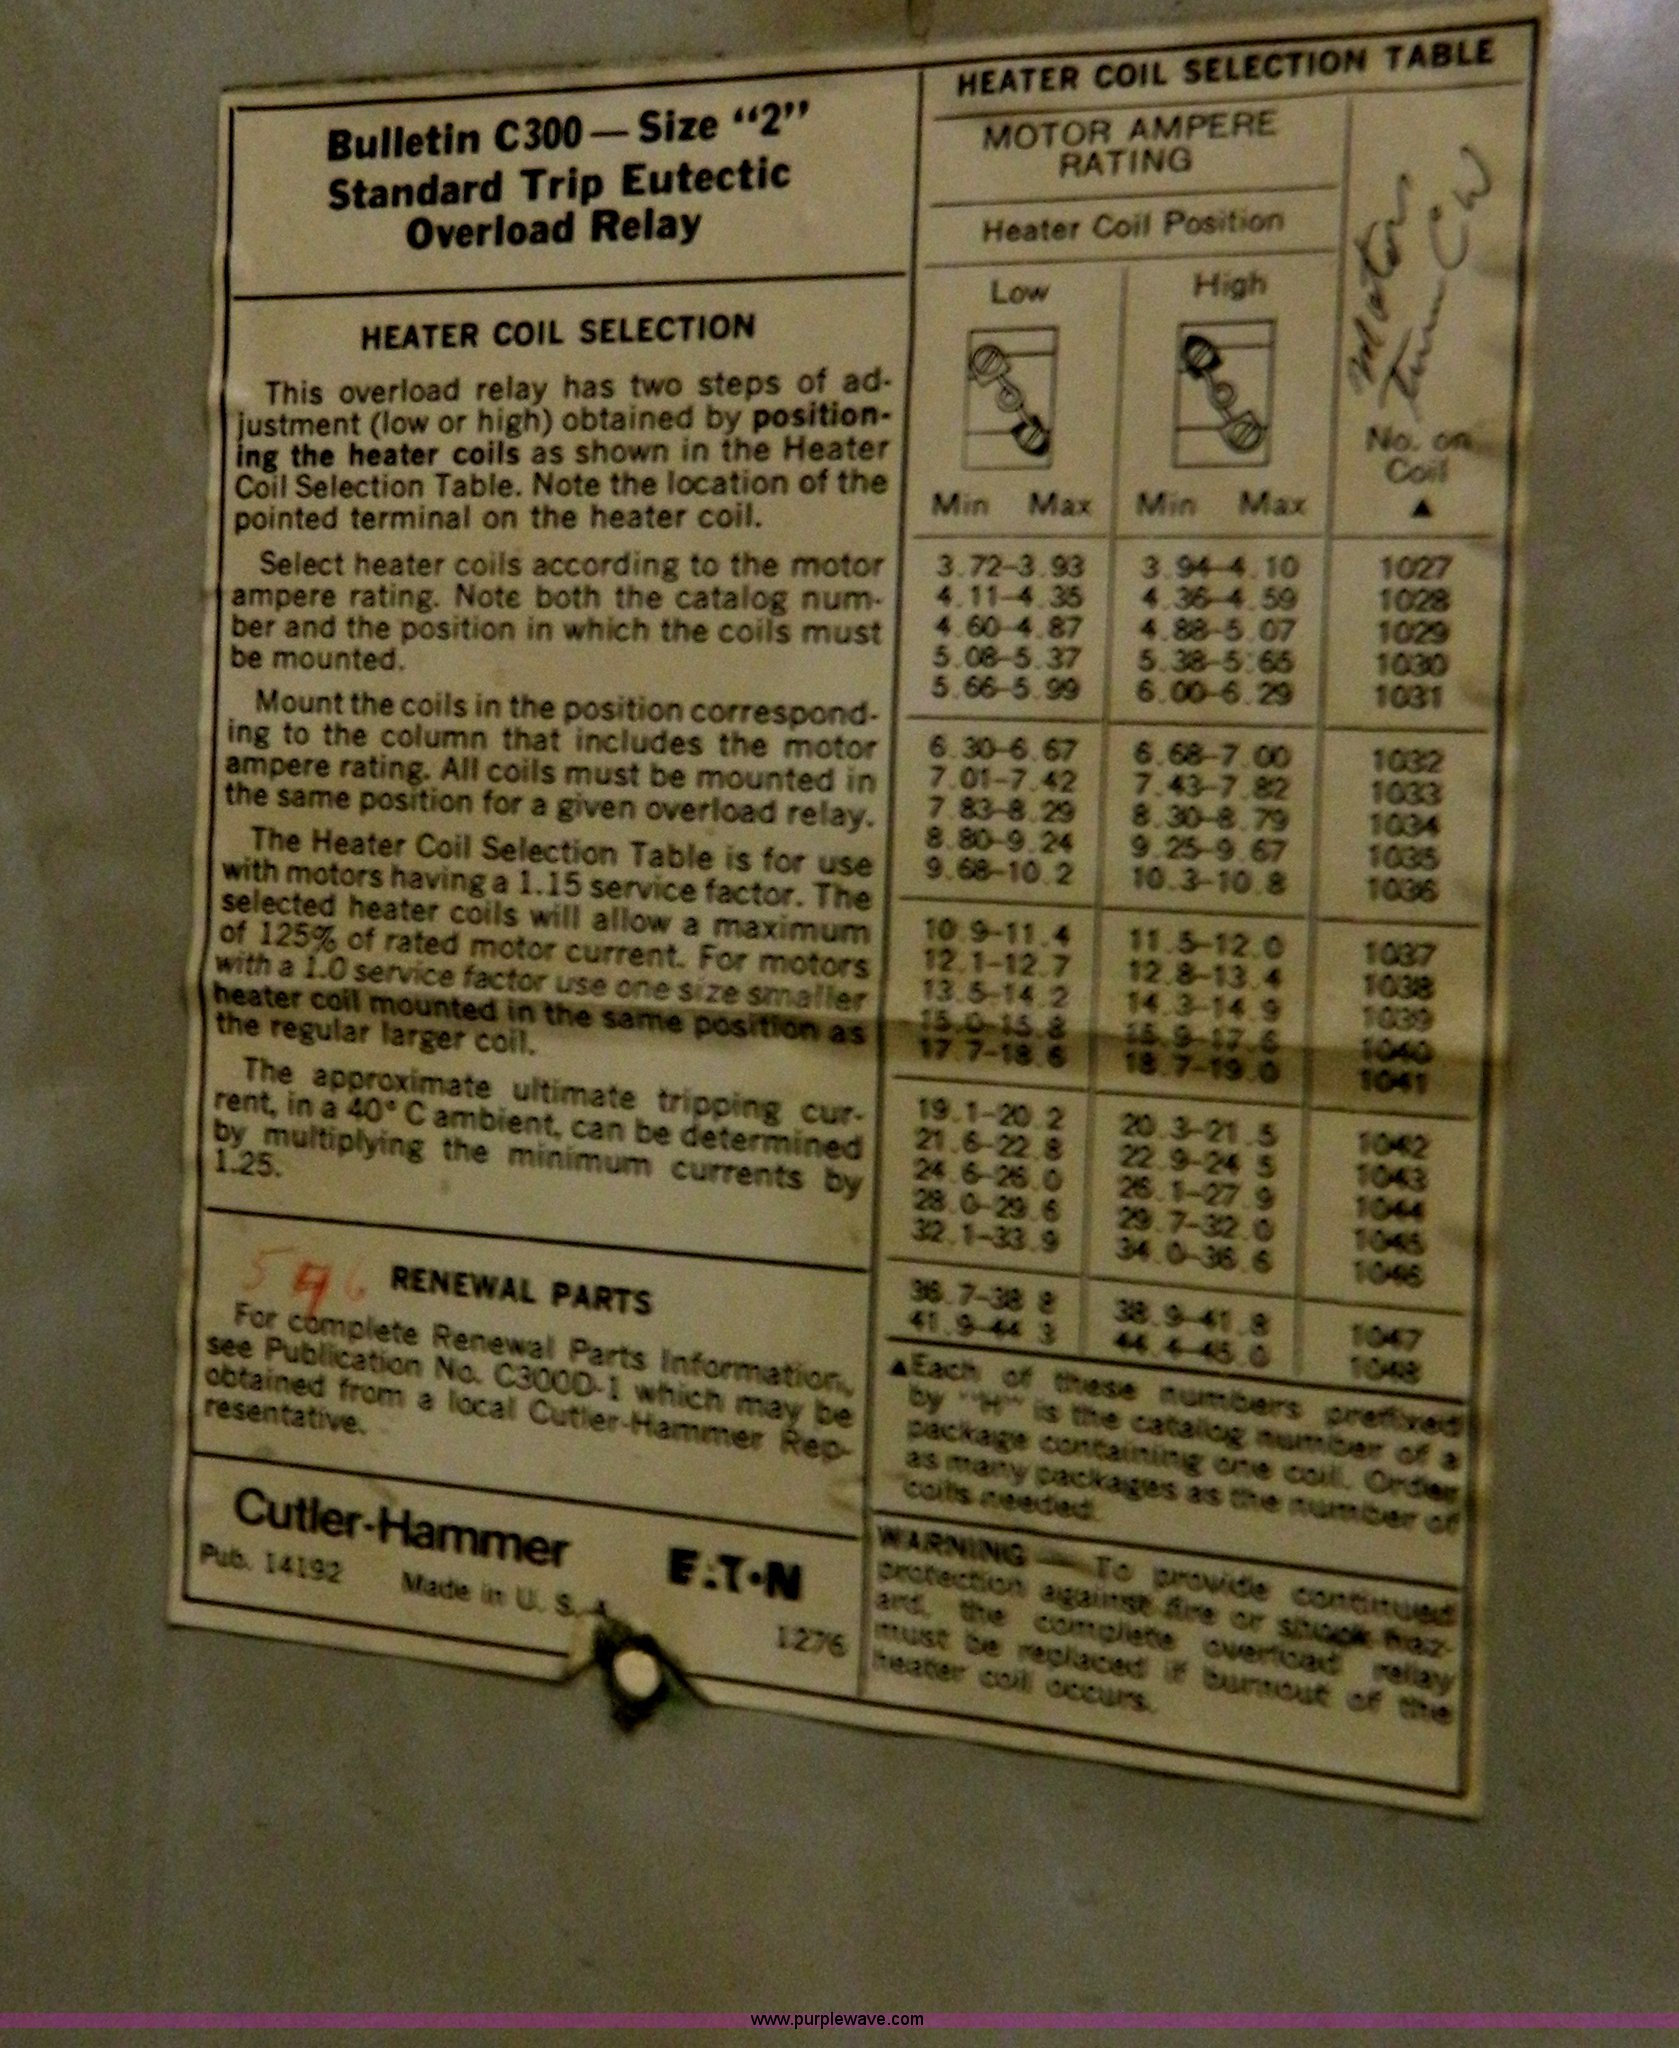 Bulletin C300—Size “2”
Standard Trip Eutectic
Overload Relay
HEATER COIL SELECTION
This overload relay has two steps of ad-
justment (low or high) obtained by position-
ing the heater coils as shown in the Heater
Coil Selection Table. Note the location of the
pointed terminal on the heater coil.
Select heater coils according to the motor
ampere rating. Note both the catalog num-
ber and the position in which the coils must
be mounted.
Mount the coils in the position correspond-
ing to the column that includes the motor
ampere rating. All coils must be mounted in
the same position for a given overload relay.
The Heater Coil Selection Table is for use
with motors having a 1.15 service factor. The
selected heater coils will allow a maximum
of 125% of rated motor current. For motors
with a 1.0 service factor use one size smaller
heater coil mounted in the same position as
the regular larger coil.
The approximate ultimate tripping cur-
rent, in a 40° C ambient, can be determined
by multiplying the minimum currents by
1.25.
RENEWAL PARTS
For complete Renewal Parts Information,
see Publication No. C300D-1 which may be
obtained from a local Cutler-Hammer Rep-
resentative.
Cutler-Hammer
Pub. 14192 Made in U. S. A
E.T.N
1276
HEATER COIL SELECTION TABLE
MOTOR AMPERE
RATING
Heater Coil Position
Low High
Motor
Turn CW
No. on
Coil
Min Max Min Max ▲
3.72–3.93 3.94–4.10 1027
4.11–4.35 4.36–4.59 1028
4.60–4.87 4.88–5.07 1029
5.08–5.37 5.38–5.65 1030
5.66–5.99 6.00–6.29 1031
6.30–6.67 6.68–7.00 1032
7.01–7.42 7.43–7.82 1033
7.83–8.29 8.30–8.79 1034
8.80–9.24 9.25–9.67 1035
9.68–10.2 10.3–10.8 1036
10.9–11.4 11.5–12.0 1037
12.1–12.7 12.8–13.4 1038
13.5–14.2 14.3–14.9 1039
15.0–15.8 15.9–17.6 1040
17.7–18.6 18.7–19.0 1041
19.1–20.2 20.3–21.5 1042
21.6–22.8 22.9–24.5 1043
24.6–26.0 26.1–27.9 1044
28.0–29.6 29.7–32.0 1045
32.1–33.9 34.0–36.6 1046
36.7–38.8 38.9–41.8 1047
41.9–44.3 44.4–45.0 1048
▲Each of these numbers prefixed
by “H” is the catalog number of a
package containing one coil. Order
as many packages as the number of
coils needed.
WARNING — To provide continued
protection against fire or shock haz-
ard, the complete overload relay
must be replaced if burnout of the
heater coil occurs.
www.purplewave.com